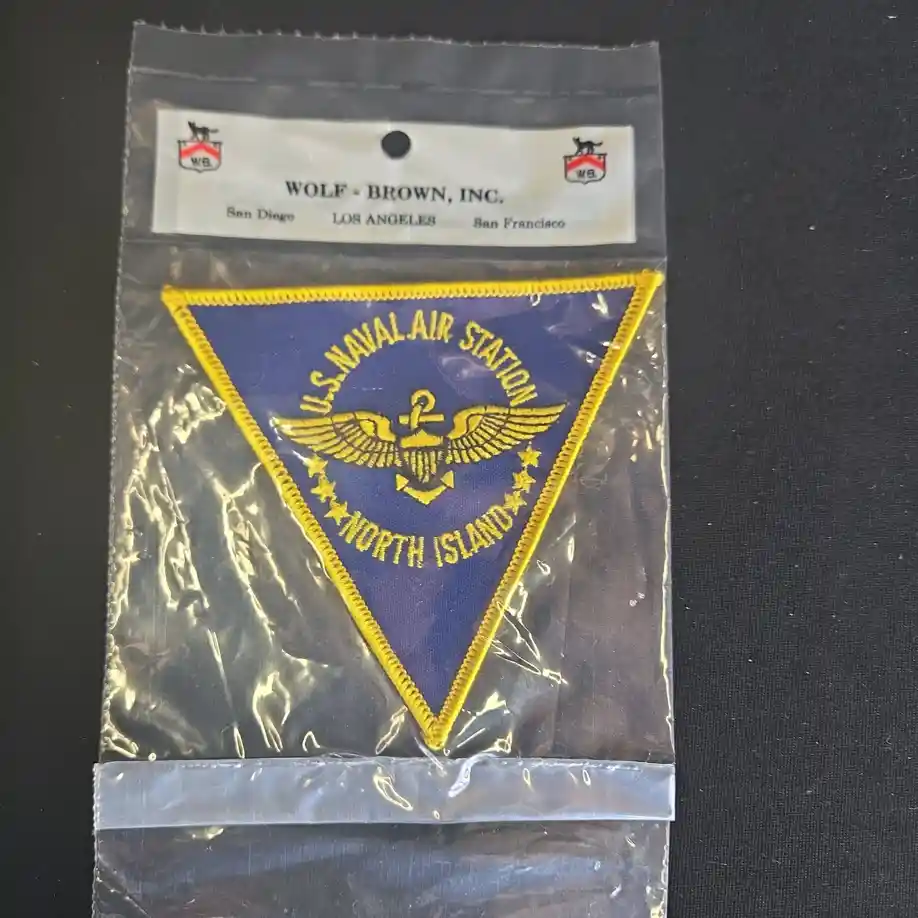 W.B.
W.B.
WOLF - BROWN, INC.
San Diego LOS ANGELES San Francisco
U.S. NAVAL AIR STATION
NORTH ISLAND